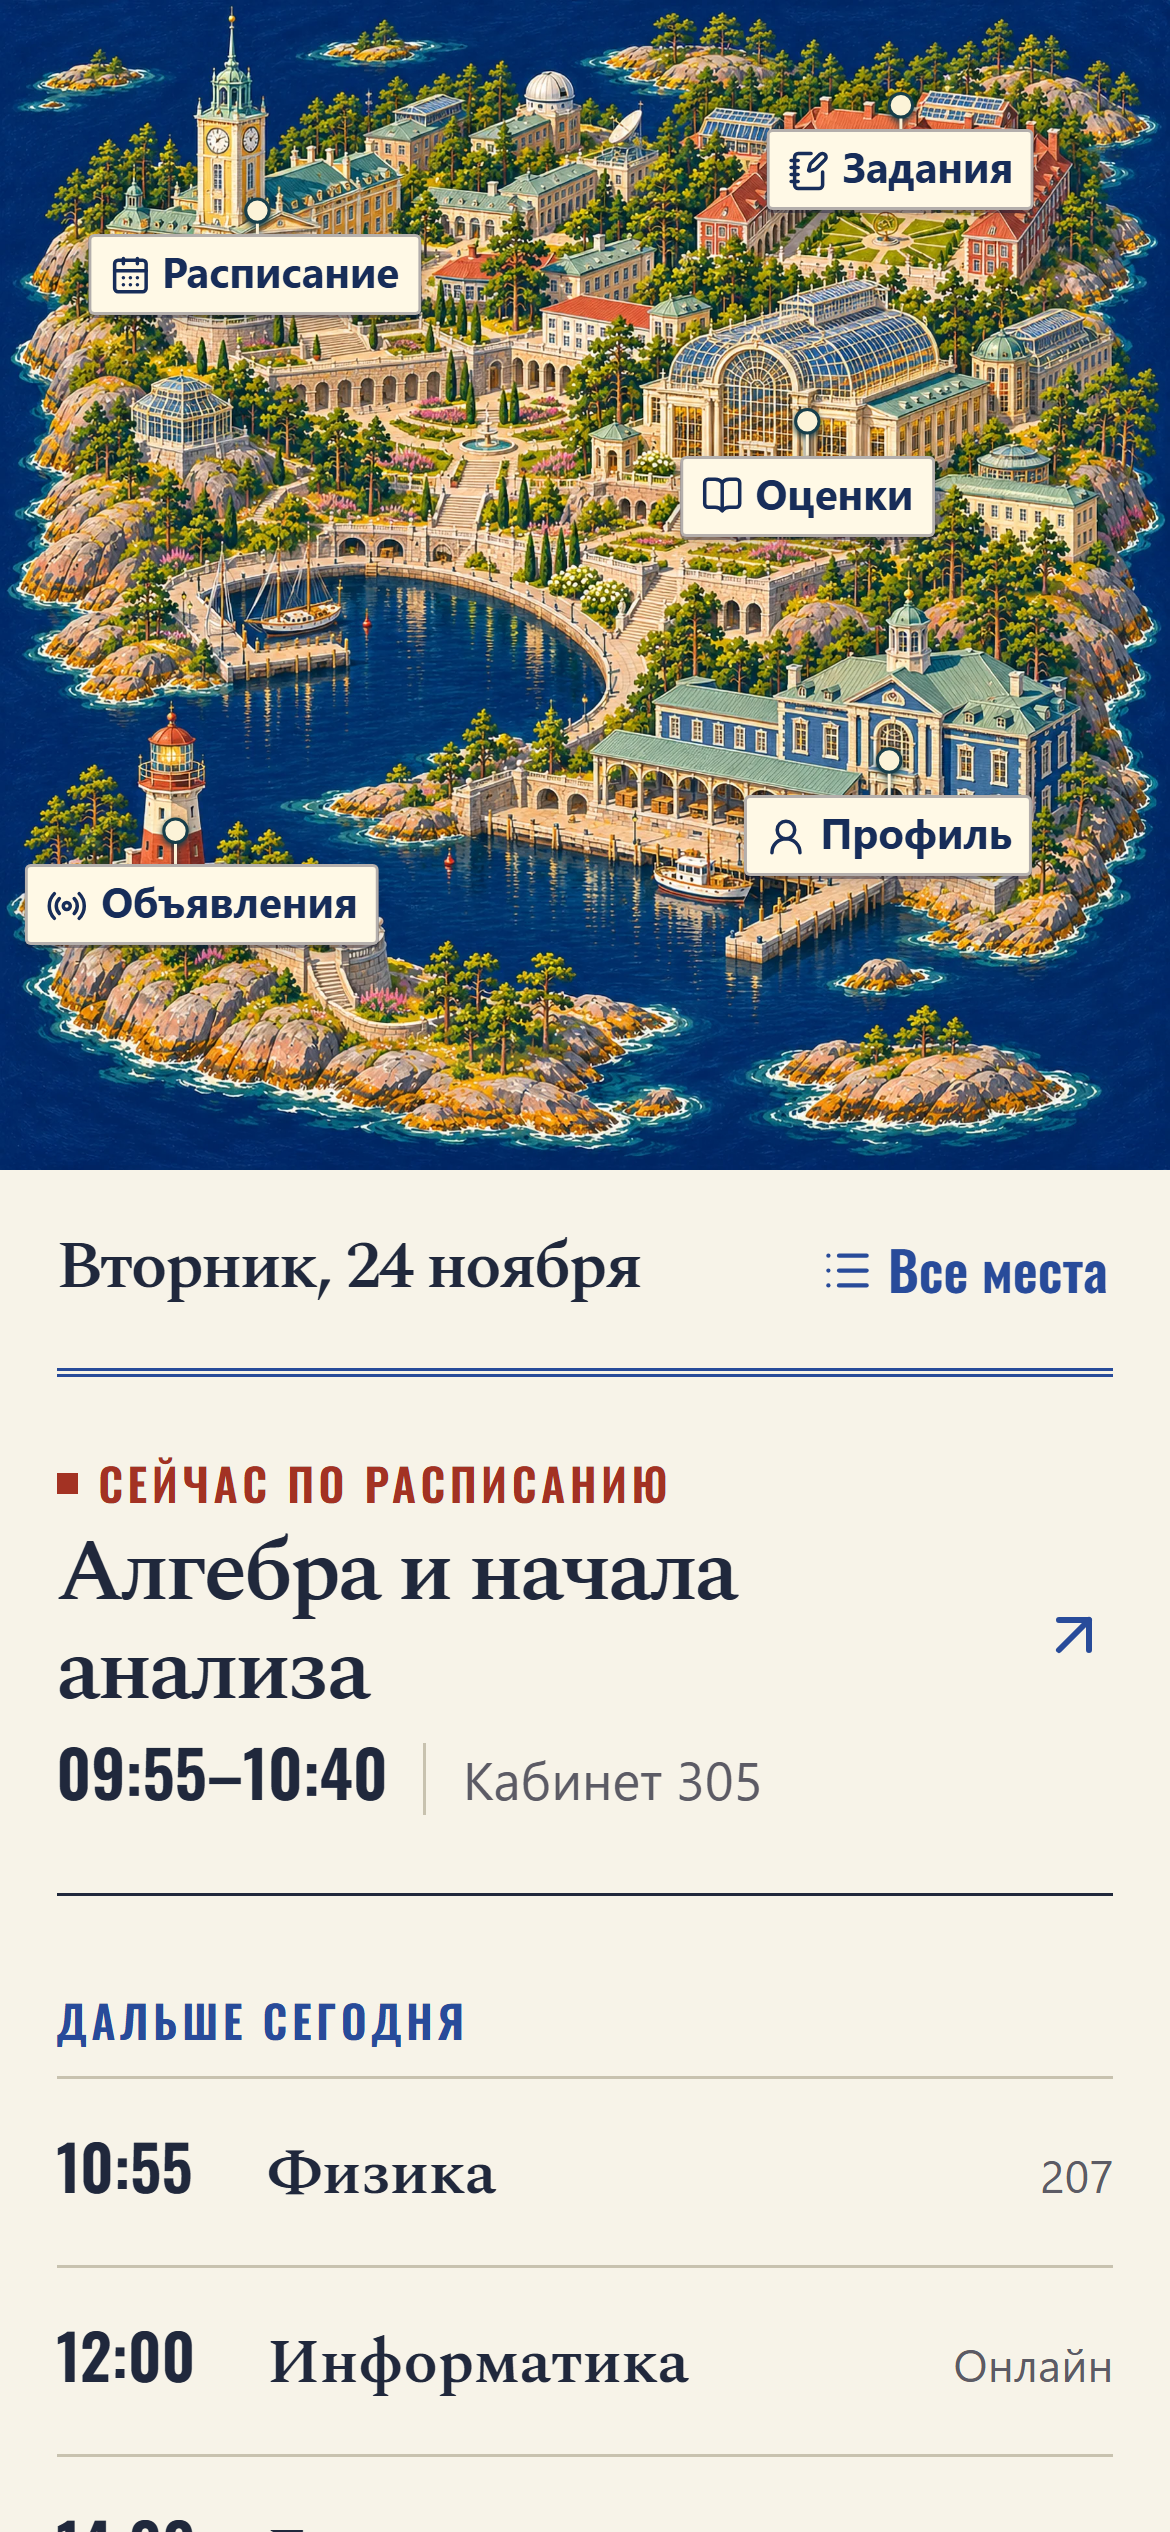 Задания
Расписание
Оценки
Профиль
Объявления
Вторник, 24 ноября
Все места
СЕЙЧАС ПО РАСПИСАНИЮ
Алгебра и начала
анализа
09:55–10:40
Кабинет 305
ДАЛЬШЕ СЕГОДНЯ
10:55 Физика 207
12:00 Информатика Онлайн